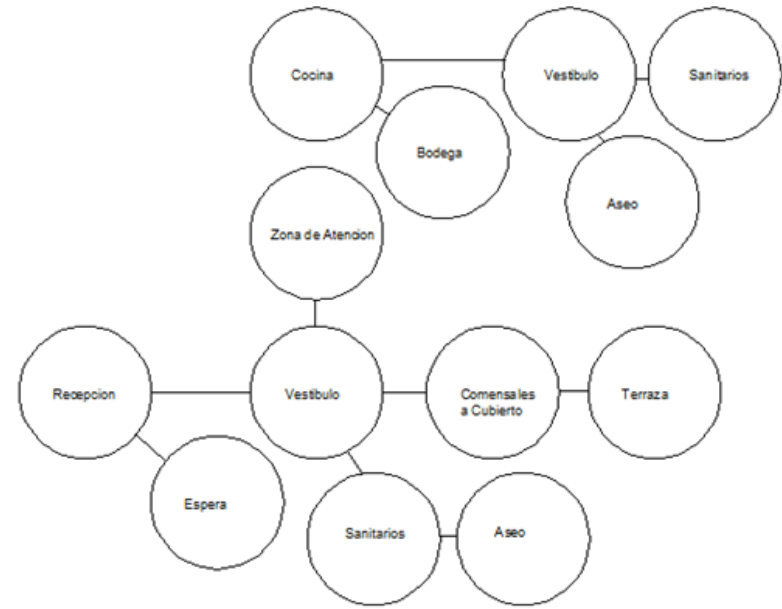 Cocina
Vestibulo
Sanitarios
Bodega
Aseo
Zona de Atencion
Recepcion
Vestibulo
Comensales
a Cubierto
Terraza
Espera
Sanitarios
Aseo